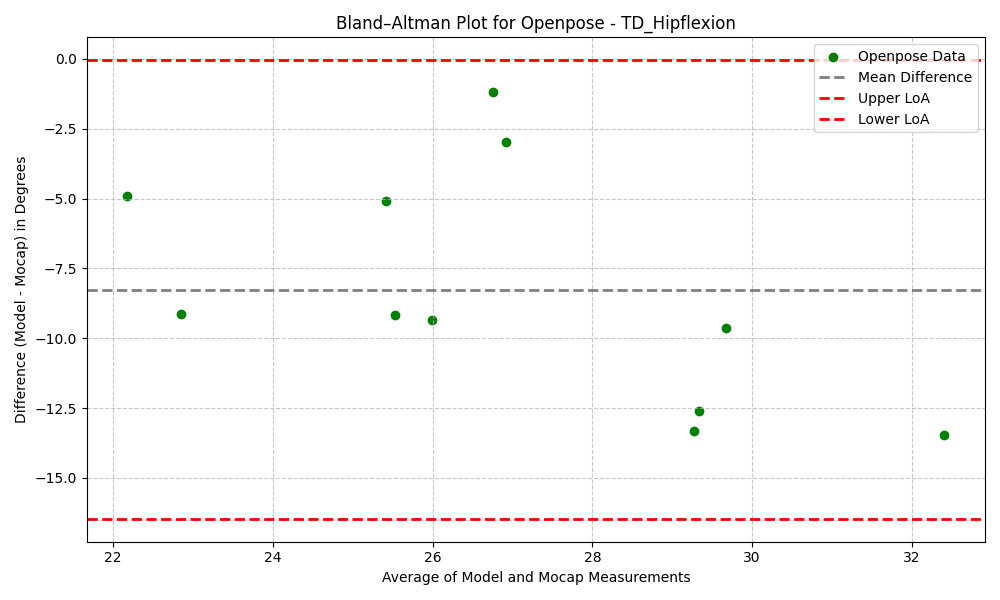 Bland–Altman Plot for Openpose - TD_Hipflexion
Openpose Data
Mean Difference
Upper LoA
Lower LoA
Difference (Model - Mocap) in Degrees
0.0
−2.5
−5.0
−7.5
−10.0
−12.5
−15.0
22 24 26 28 30 32
Average of Model and Mocap Measurements